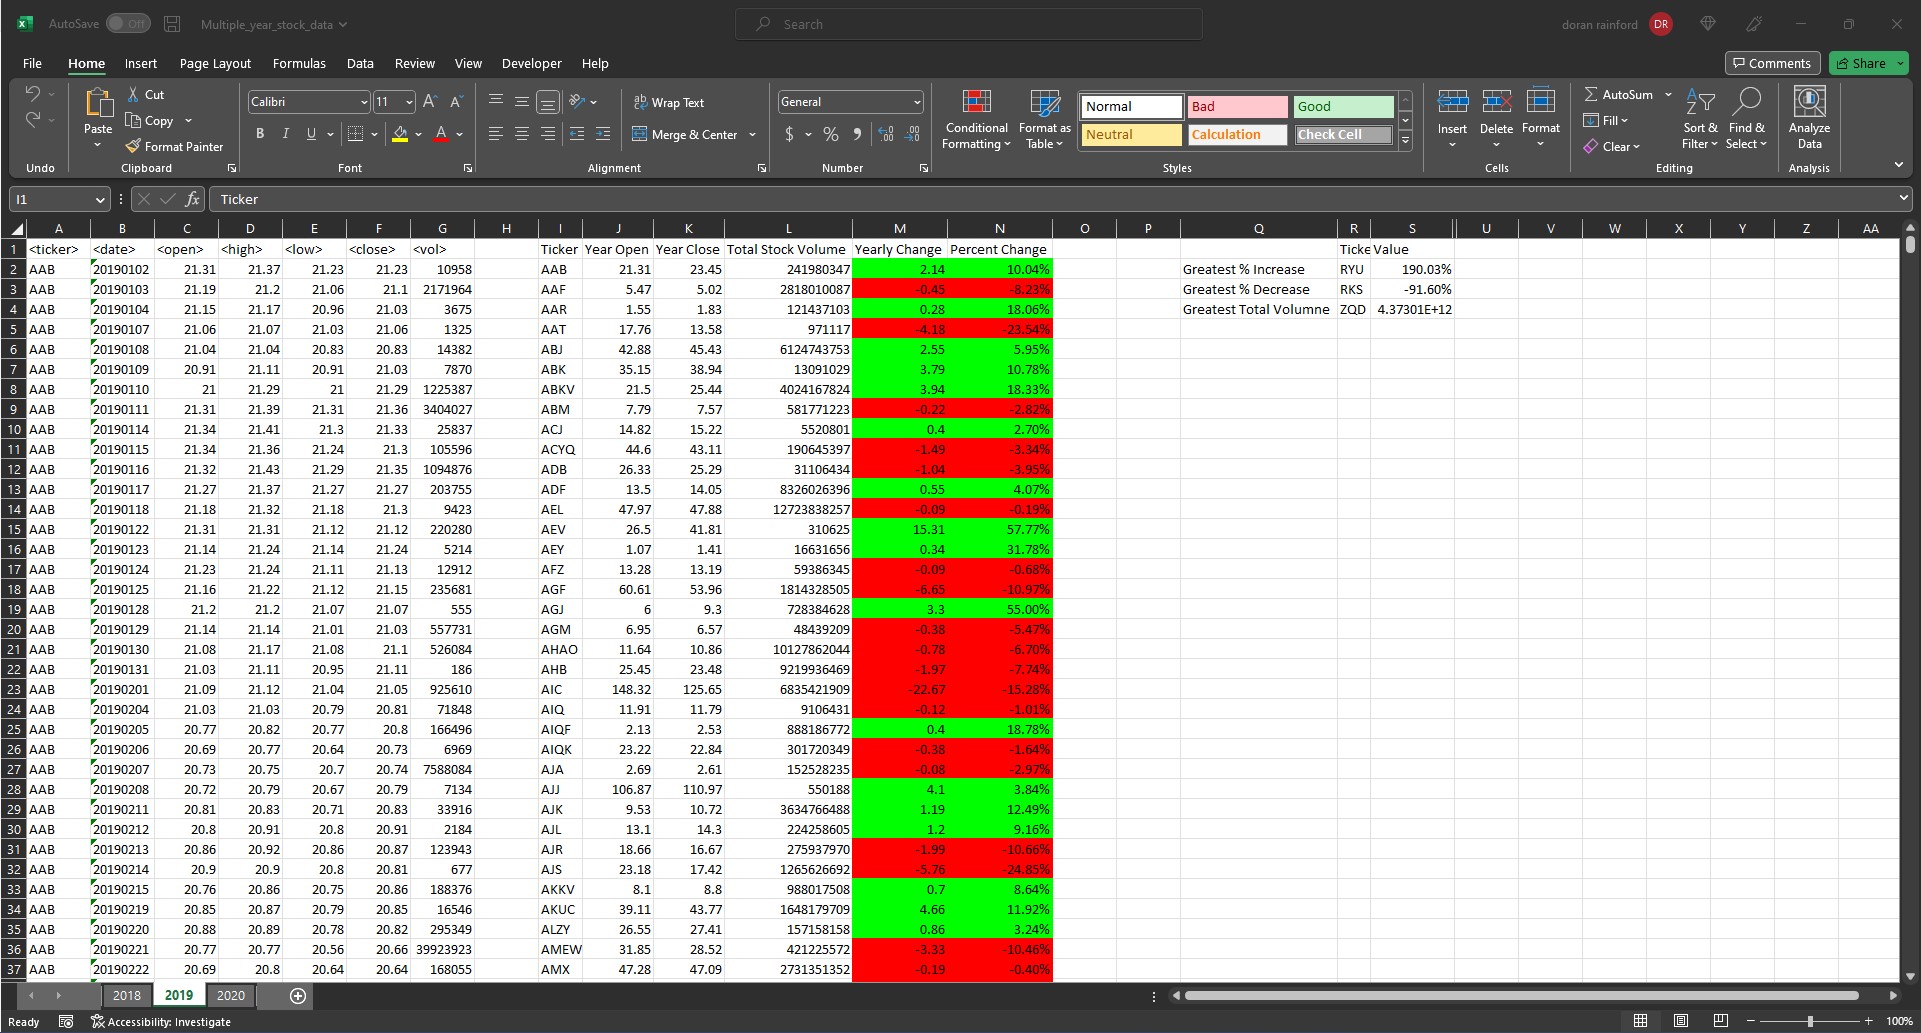 AutoSave Off Multiple_year_stock_data Search doran rainford DR
File Home Insert Page Layout Formulas Data Review View Developer Help Comments Share
Cut Calibri 11 Wrap Text General Normal Bad Good AutoSum
Paste Copy Conditional Formatting Format as Table Insert Delete Format Fill Sort & Filter Find & Select Analyze Data
Format Painter B I U A Merge & Center $ % Neutral Calculation Check Cell Clear
Undo Clipboard Font Alignment Number Styles Cells Editing Analysis
I1 fx Ticker
A B C D E F G H I J K L M N O P Q R S U V W X Y Z AA
1 <ticker> <date> <open> <high> <low> <close> <vol> Ticker Year Open Year Close Total Stock Volume Yearly Change Percent Change Ticke Value
2 AAB 20190102 21.31 21.37 21.23 21.23 10958 AAB 21.31 23.45 241980347 2.14 10.04% Greatest % Increase RYU 190.03%
3 AAB 20190103 21.19 21.2 21.06 21.1 2171964 AAF 5.47 5.02 2818010087 -0.45 -8.23% Greatest % Decrease RKS -91.60%
4 AAB 20190104 21.15 21.17 20.96 21.03 3675 AAR 1.55 1.83 121437103 0.28 18.06% Greatest Total Volumne ZQD 4.37301E+12
5 AAB 20190107 21.06 21.07 21.03 21.06 1325 AAT 17.76 13.58 971117 -4.18 -23.54%
6 AAB 20190108 21.04 21.04 20.83 20.83 14382 ABJ 42.88 45.43 6124743753 2.55 5.95%
7 AAB 20190109 20.91 21.11 20.91 21.03 7870 ABK 35.15 38.94 13091029 3.79 10.78%
8 AAB 20190110 21 21.29 21 21.29 1225387 ABKV 21.5 25.44 4024167824 3.94 18.33%
9 AAB 20190111 21.31 21.39 21.31 21.36 3404027 ABM 7.79 7.57 581771223 -0.22 -2.82%
10 AAB 20190114 21.34 21.41 21.3 21.33 25837 ACJ 14.82 15.22 5520801 0.4 2.70%
11 AAB 20190115 21.34 21.36 21.24 21.3 105596 ACYQ 44.6 43.11 190645397 -1.49 -3.34%
12 AAB 20190116 21.32 21.43 21.29 21.35 1094876 ADB 26.33 25.29 31106434 -1.04 -3.95%
13 AAB 20190117 21.27 21.37 21.27 21.27 203755 ADF 13.5 14.05 8326026396 0.55 4.07%
14 AAB 20190118 21.18 21.32 21.18 21.3 9423 AEL 47.97 47.88 12723838257 -0.09 -0.19%
15 AAB 20190122 21.31 21.31 21.12 21.12 220280 AEV 26.5 41.81 310625 15.31 57.77%
16 AAB 20190123 21.14 21.24 21.14 21.24 5214 AEY 1.07 1.41 16631656 0.34 31.78%
17 AAB 20190124 21.23 21.24 21.11 21.13 12912 AFZ 13.28 13.19 59386345 -0.09 -0.68%
18 AAB 20190125 21.16 21.22 21.12 21.15 235681 AGF 60.61 53.96 1814328505 -6.65 -10.97%
19 AAB 20190128 21.2 21.2 21.07 21.07 555 AGJ 6 9.3 728384628 3.3 55.00%
20 AAB 20190129 21.14 21.14 21.01 21.03 557731 AGM 6.95 6.57 48439209 -0.38 -5.47%
21 AAB 20190130 21.08 21.17 21.08 21.1 526084 AHAO 11.64 10.86 10127862044 -0.78 -6.70%
22 AAB 20190131 21.03 21.11 20.95 21.11 186 AHB 25.45 23.48 9219936469 -1.97 -7.74%
23 AAB 20190201 21.09 21.12 21.04 21.05 925610 AIC 148.32 125.65 6835421909 -22.67 -15.28%
24 AAB 20190204 21.03 21.03 20.79 20.81 71848 AIQ 11.91 11.79 9106431 -0.12 -1.01%
25 AAB 20190205 20.77 20.82 20.77 20.8 166496 AIQF 2.13 2.53 888186772 0.4 18.78%
26 AAB 20190206 20.69 20.77 20.64 20.73 6969 AIQK 23.22 22.84 301720349 -0.38 -1.64%
27 AAB 20190207 20.73 20.75 20.7 20.74 7588084 AJA 2.69 2.61 152528235 -0.08 -2.97%
28 AAB 20190208 20.72 20.79 20.67 20.79 7134 AJJ 106.87 110.97 550188 4.1 3.84%
29 AAB 20190211 20.81 20.83 20.71 20.83 33916 AJK 9.53 10.72 3634766488 1.19 12.49%
30 AAB 20190212 20.8 20.91 20.8 20.91 2184 AJL 13.1 14.3 224258605 1.2 9.16%
31 AAB 20190213 20.86 20.92 20.86 20.87 123943 AJR 18.66 16.67 275937970 -1.99 -10.66%
32 AAB 20190214 20.9 20.9 20.8 20.81 677 AJS 23.18 17.42 1265626692 -5.76 -24.85%
33 AAB 20190215 20.76 20.86 20.75 20.86 188376 AKKV 8.1 8.8 988017508 0.7 8.64%
34 AAB 20190219 20.85 20.87 20.79 20.85 16546 AKUC 39.11 43.77 1648179709 4.66 11.92%
35 AAB 20190220 20.88 20.89 20.78 20.82 295349 ALZY 26.55 27.41 157158158 0.86 3.24%
36 AAB 20190221 20.77 20.77 20.56 20.66 39923923 AMEW 31.85 28.52 421225572 -3.33 -10.46%
37 AAB 20190222 20.69 20.8 20.64 20.64 168055 AMX 47.28 47.09 2731351352 -0.19 -0.40%
2018 2019 2020
Ready Accessibility: Investigate 100%